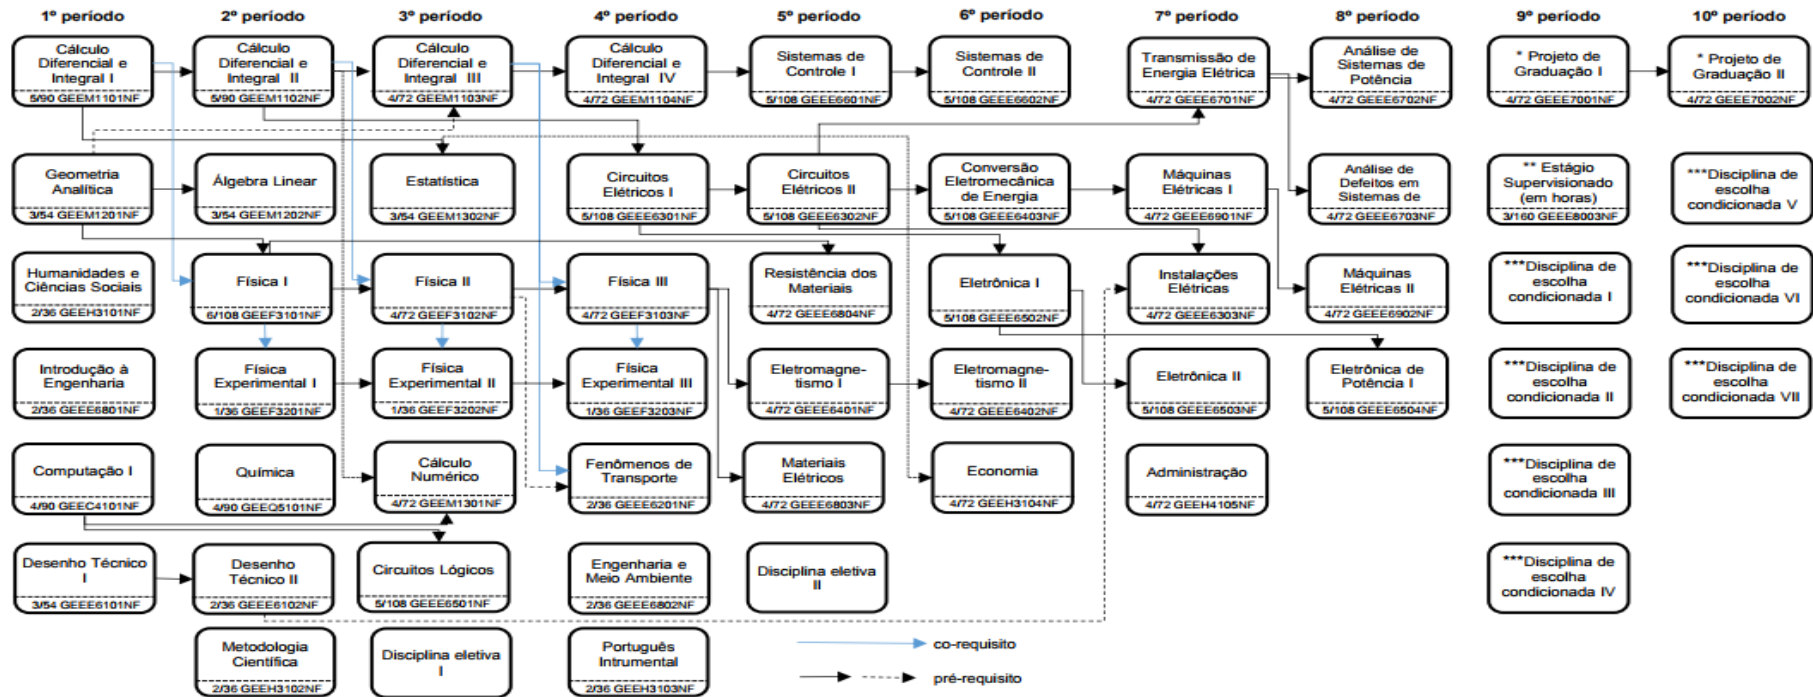 1º período 2º período 3º período 4º período 5º período 6º período 7º período 8º período 9º período 10º período
Cálculo
Diferencial e
Integral I
5/90 GEEM1101NF
Cálculo
Diferencial e
Integral II
5/90 GEEM1102NF
Cálculo
Diferencial e
Integral III
4/72 GEEM1103NF
Cálculo
Diferencial e
Integral IV
4/72 GEEM1104NF
Sistemas de
Controle I
5/108 GEEE6601NF
Sistemas de
Controle II
5/108 GEEE6602NF
Transmissão de
Energia Elétrica
4/72 GEEE6701NF
Análise de
Sistemas de
Potência
4/72 GEEE6702NF
* Projeto de
Graduação I
4/72 GEEE7001NF
* Projeto de
Graduação II
4/72 GEEE7002NF
Geometria
Analítica
3/54 GEEM1201NF
Álgebra Linear
3/54 GEEM1202NF
Estatística
3/54 GEEM1302NF
Circuitos
Elétricos I
5/108 GEEE6301NF
Circuitos
Elétricos II
5/108 GEEE6302NF
Conversão
Eletromecânica
de Energia
5/108 GEEE6403NF
Máquinas
Elétricas I
4/72 GEEE6901NF
Análise de
Defeitos em
Sistemas de
4/72 GEEE6703NF
** Estágio
Supervisionado
(em horas)
3/160 GEEE8003NF
***Disciplina de
escolha
condicionada V
Humanidades e
Ciências Sociais
2/36 GEEH3101NF
Física I
6/108 GEEF3101NF
Física II
4/72 GEEF3102NF
Física III
4/72 GEEF3103NF
Resistência dos
Materiais
4/72 GEEE6804NF
Eletrônica I
5/108 GEEE6502NF
Instalações
Elétricas
4/72 GEEE6303NF
Máquinas
Elétricas II
4/72 GEEE6902NF
***Disciplina de
escolha
condicionada I
***Disciplina de
escolha
condicionada VI
Introdução à
Engenharia
2/36 GEEE6801NF
Física
Experimental I
1/36 GEEF3201NF
Física
Experimental II
1/36 GEEF3202NF
Física
Experimental III
1/36 GEEF3203NF
Eletromagne-
tismo I
4/72 GEEE6401NF
Eletromagne-
tismo II
4/72 GEEE6402NF
Eletrônica II
5/108 GEEE6503NF
Eletrônica de
Potência I
5/108 GEEE6504NF
***Disciplina de
escolha
condicionada II
***Disciplina de
escolha
condicionada VII
Computação I
4/90 GEEC4101NF
Química
4/90 GEEQ5101NF
Cálculo
Numérico
4/72 GEEM1301NF
Fenômenos de
Transporte
2/36 GEEE6201NF
Materiais
Elétricos
4/72 GEEE6803NF
Economia
4/72 GEEH3104NF
Administração
4/72 GEEH4105NF
***Disciplina de
escolha
condicionada III
Desenho Técnico
I
3/54 GEEE6101NF
Desenho
Técnico II
2/36 GEEE6102NF
Circuitos Lógicos
5/108 GEEE6501NF
Engenharia e
Meio Ambiente
2/36 GEEE6802NF
Disciplina eletiva
II
***Disciplina de
escolha
condicionada IV
Metodologia
Científica
2/36 GEEH3102NF
Disciplina eletiva
I
Português
Intrumental
2/36 GEEH3103NF
co-requisito
pré-requisito